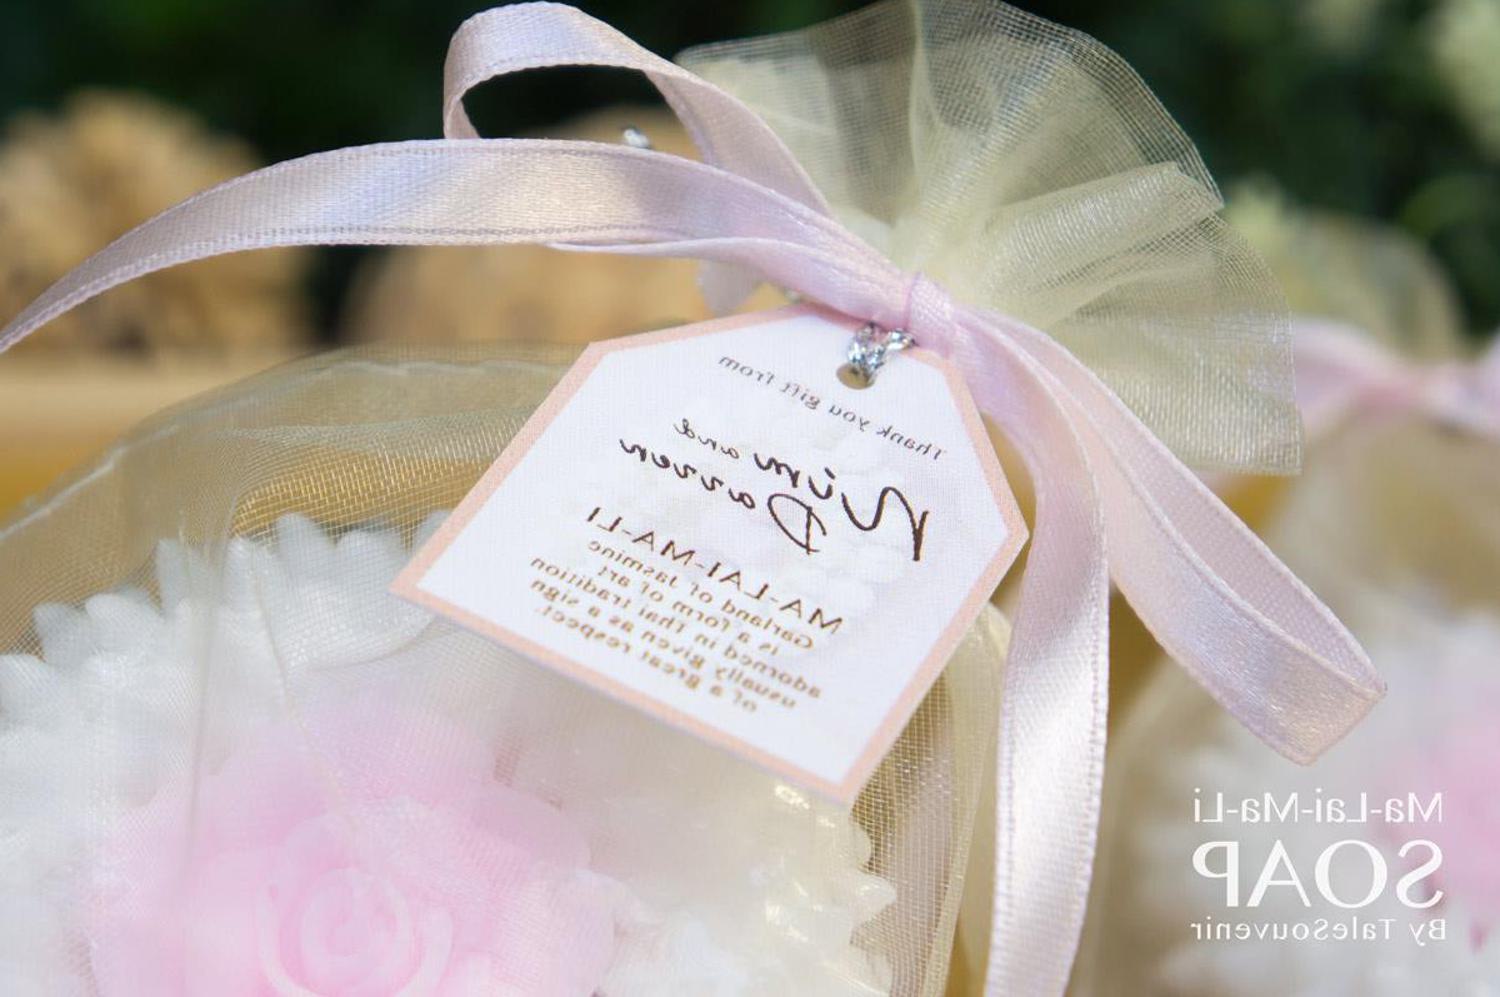 Thank you gift from
Nim and
Darren
MA-LAI-MA-LI
Garland of Jasmine
is a form of art
adorned in Thai tradition
usually given as a sign
of a great respect.
Ma-Lai-Ma-Li
SOAP
By TaleSouvenir